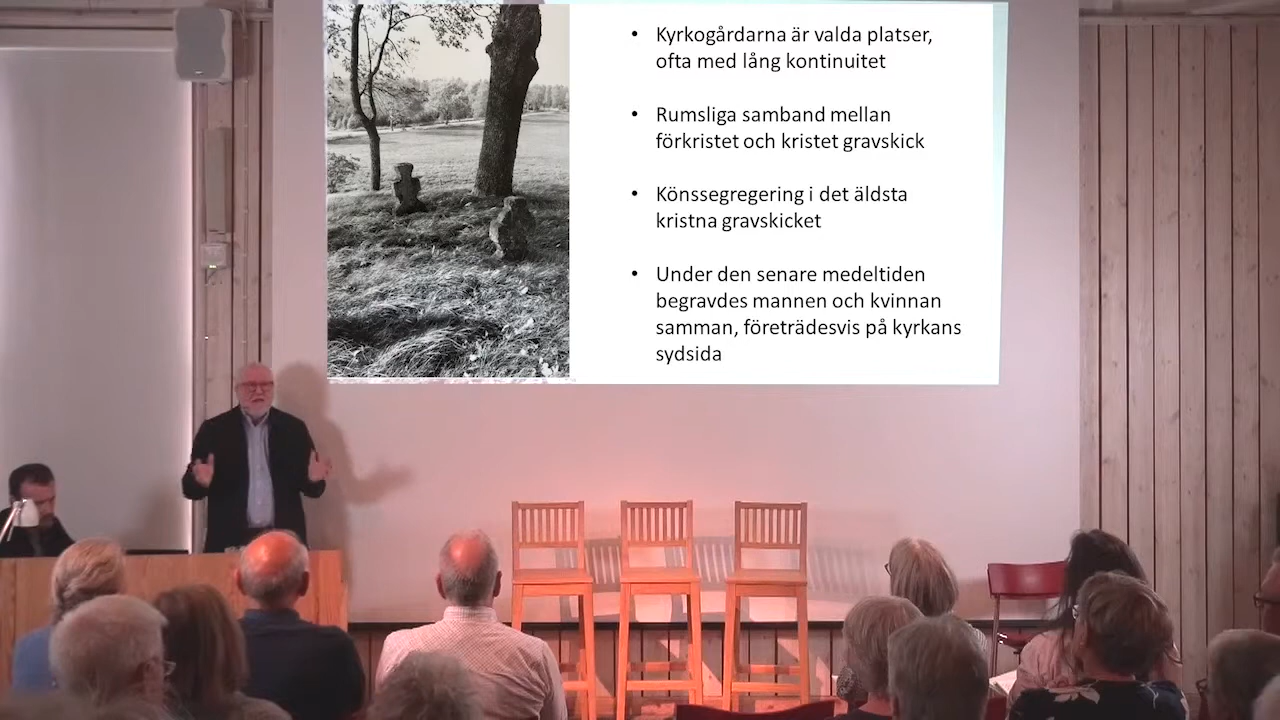 • Kyrkogårdarna är valda platser,
ofta med lång kontinuitet
• Rumsliga samband mellan
förkristet och kristet gravskick
• Könssegregering i det äldsta
kristna gravskicket
• Under den senare medeltiden
begravdes mannen och kvinnan
samman, företrädesvis på kyrkans
sydsida